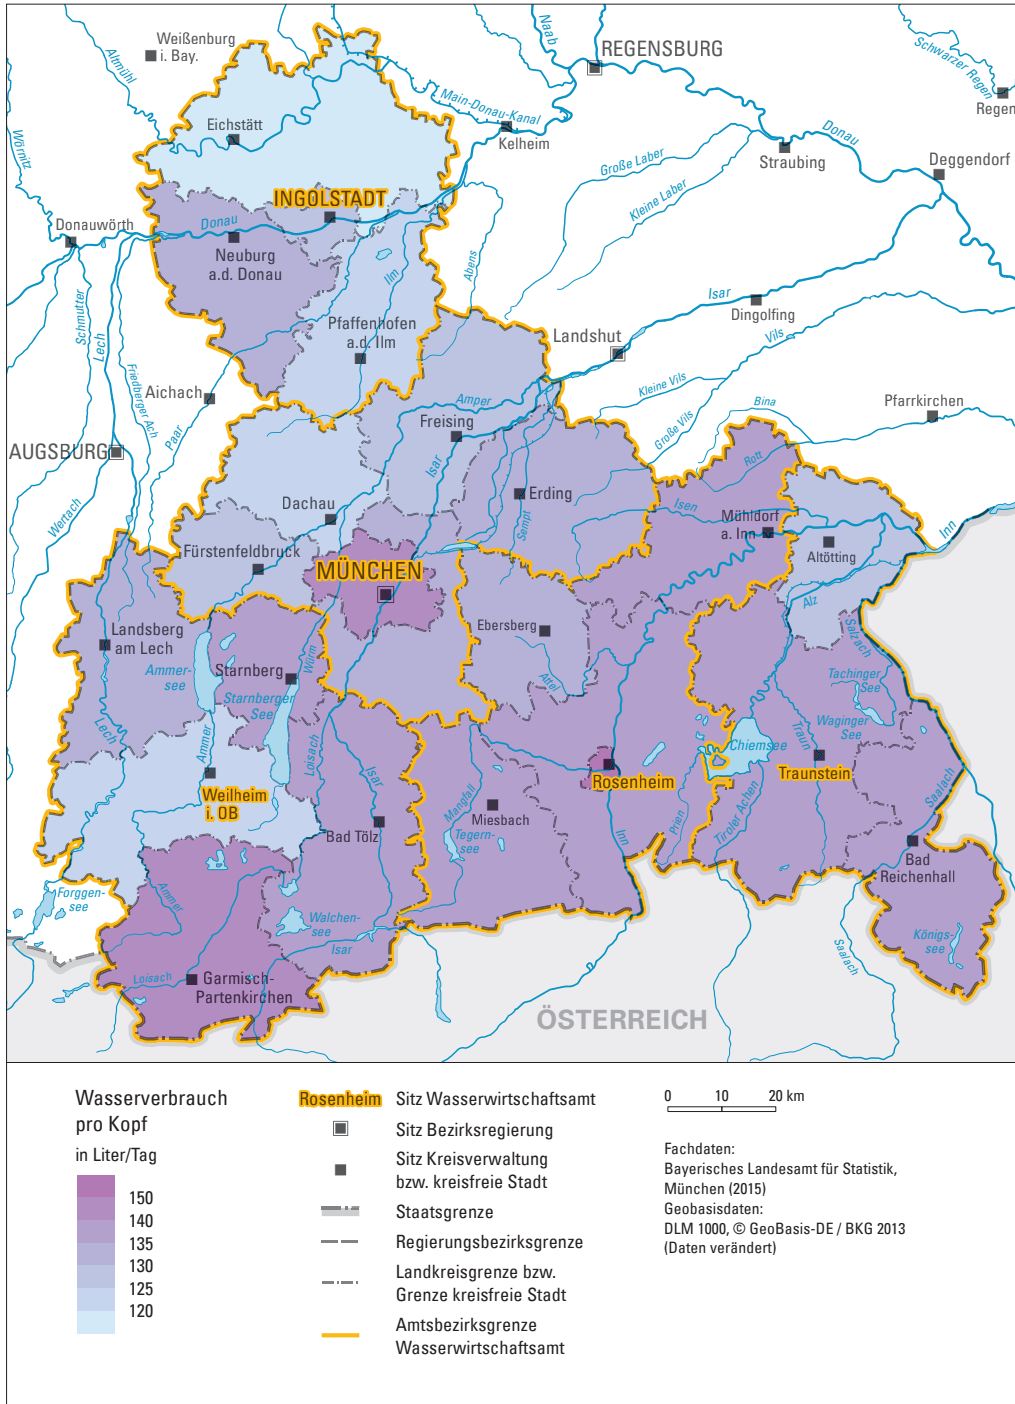 Weißenburg
i. Bay.
Altmühl
Naab
REGENSBURG
Schwarzer Regen
Regen
Wörnitz
Eichstätt
Main-Donau-Kanal
Kelheim
Donau
Straubing
Deggendorf
Große Laber
Kleine Laber
INGOLSTADT
Donauwörth
Donau
Neuburg
a.d. Donau
Ilm
Abens
Isar
Dingolfing
Schmutter
Lech
Friedberger Ach
Pfaffenhofen
a.d. Ilm
Landshut
Vils
Aichach
Paar
Amper
Kleine Vils
Große Vils
Bina
Pfarrkirchen
AUGSBURG
Wertach
Freising
Isar
Rott
Dachau
Erding
Sempt
Isen
Mühldorf
a. Inn
Inn
Fürstenfeldbruck
MÜNCHEN
Altötting
Alz
Landsberg
am Lech
Ebersberg
Salzach
Ammer-
see
Starnberg
Würm
Starnberger
See
Attel
Tachinger
See
Lech
Ammer
Loisach
Isar
Waginger
See
Chiemsee
Traun
Traunstein
Weilheim
i. OB
Rosenheim
Mangfall
Miesbach
Bad Tölz
Tegern-
see
Inn
Prien
Tiroler Achen
Saalach
Bad
Reichenhall
Forggen-
see
Ammer
Walchen-
see
Isar
Königs-
see
Saalach
Loisach
Garmisch-
Partenkirchen
ÖSTERREICH
Wasserverbrauch
pro Kopf
in Liter/Tag
150
140
135
130
125
120
Rosenheim Sitz Wasserwirtschaftsamt
Sitz Bezirksregierung
Sitz Kreisverwaltung
bzw. kreisfreie Stadt
Staatsgrenze
Regierungsbezirksgrenze
Landkreisgrenze bzw.
Grenze kreisfreie Stadt
Amtsbezirksgrenze
Wasserwirtschaftsamt
0 10 20 km
Fachdaten:
Bayerisches Landesamt für Statistik,
München (2015)
Geobasisdaten:
DLM 1000, © GeoBasis-DE / BKG 2013
(Daten verändert)